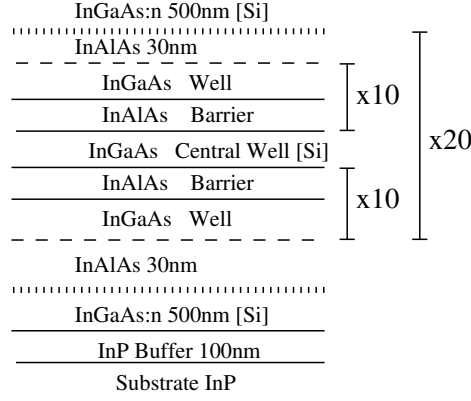 InGaAs:n 500nm [Si]
InAlAs 30nm
InGaAs Well
InAlAs Barrier
InGaAs Central Well [Si]
InAlAs Barrier
InGaAs Well
InAlAs 30nm
InGaAs:n 500nm [Si]
InP Buffer 100nm
Substrate InP
x10
x20
x10